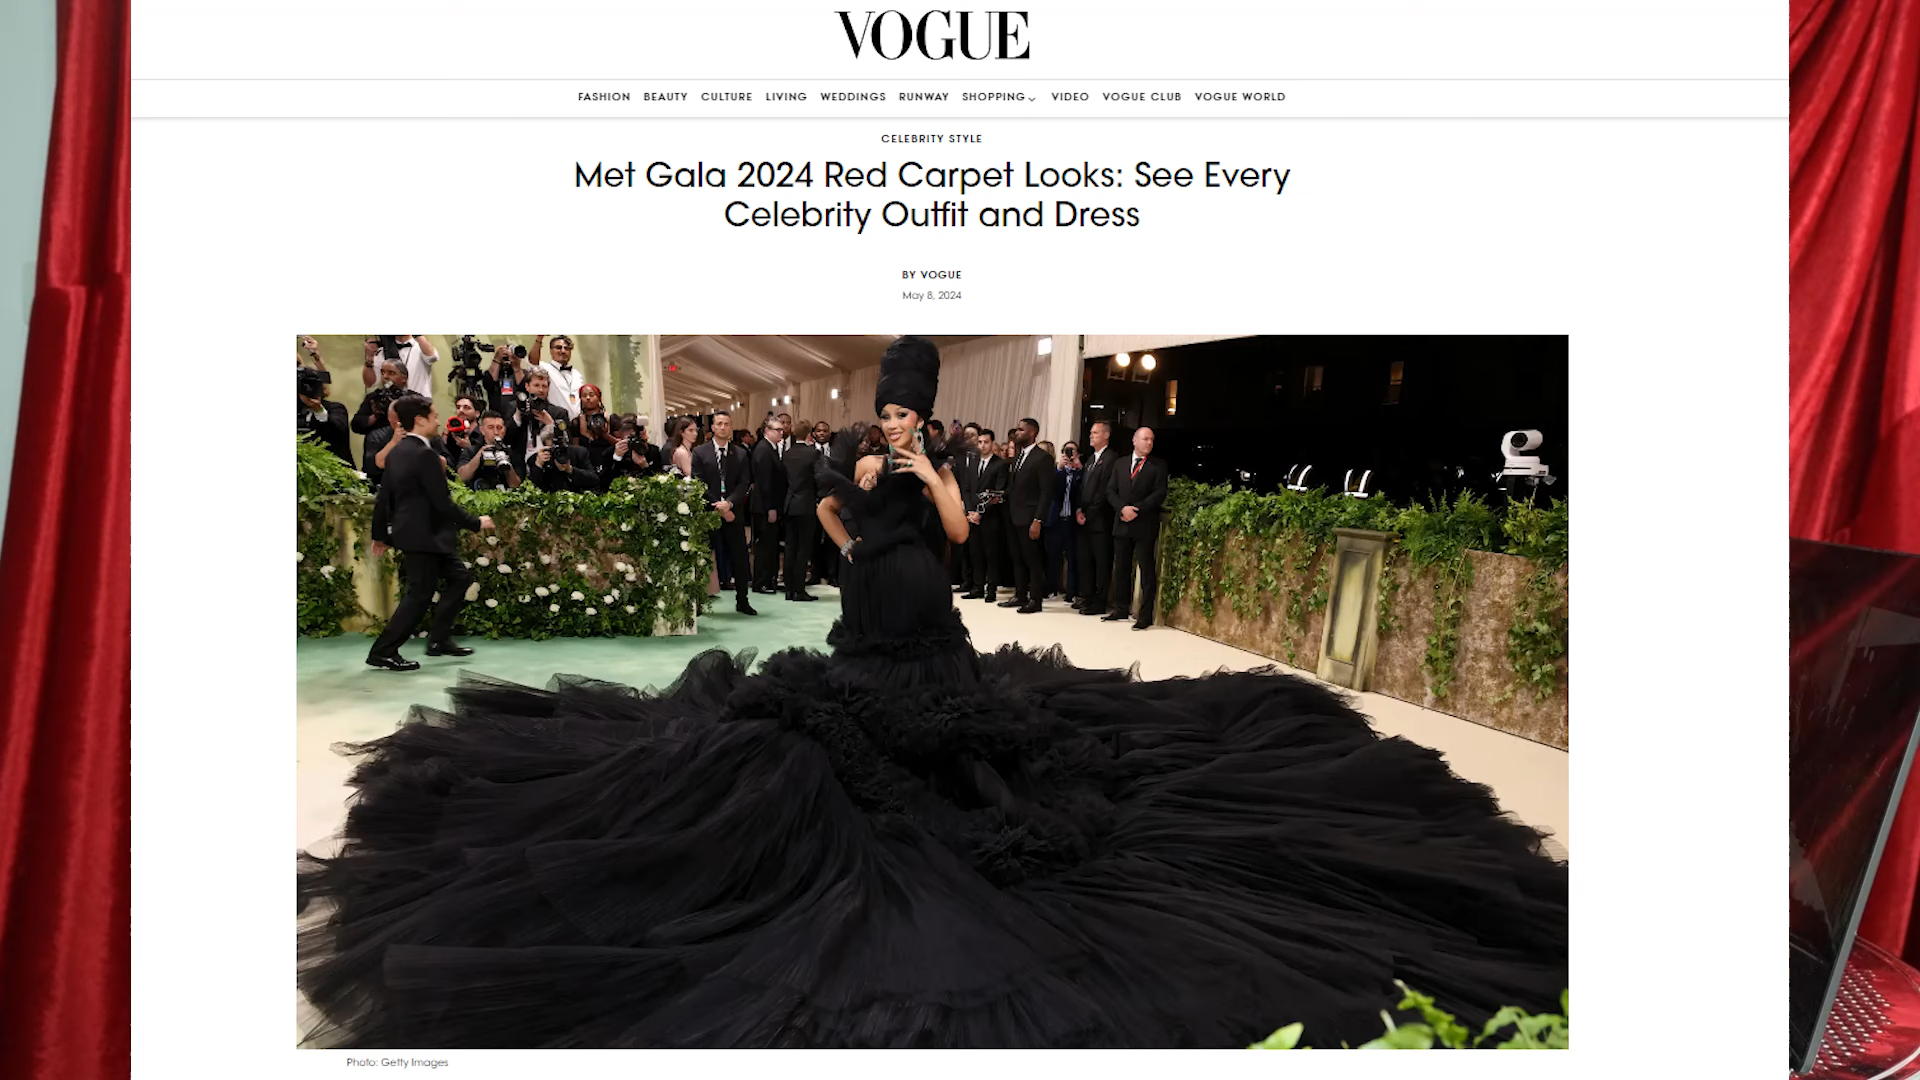 VOGUE
FASHION BEAUTY CULTURE LIVING WEDDINGS RUNWAY SHOPPING VIDEO VOGUE CLUB VOGUE WORLD
CELEBRITY STYLE
Met Gala 2024 Red Carpet Looks: See Every
Celebrity Outfit and Dress
BY VOGUE
May 8, 2024
Photo: Getty Images